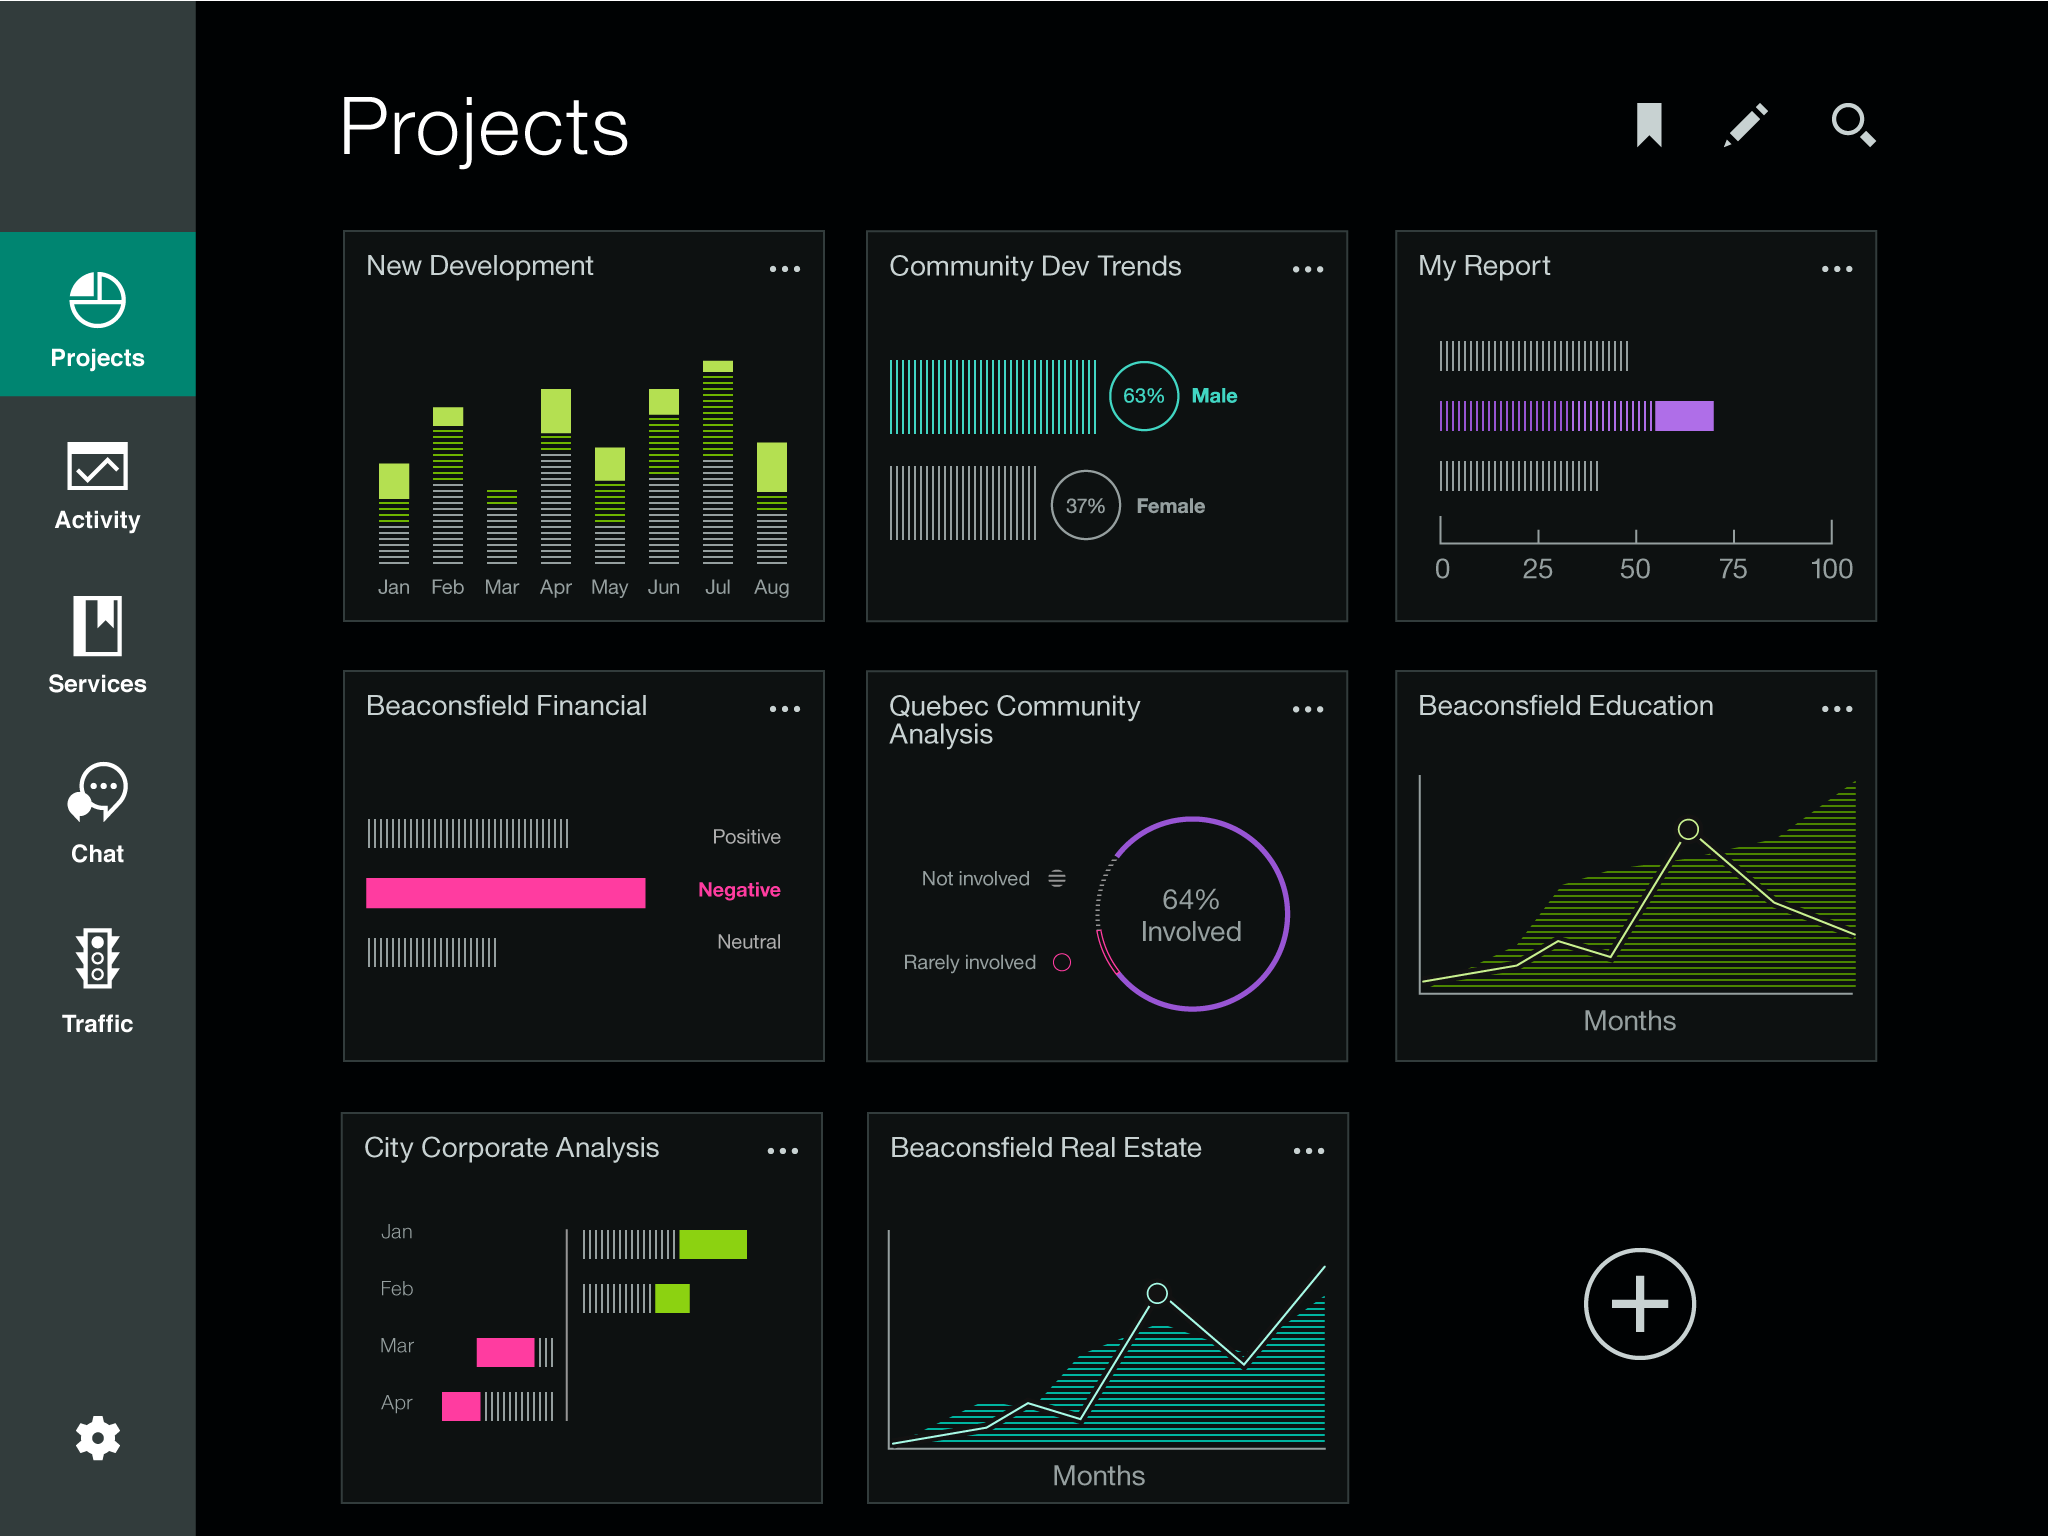 Projects
Projects
Activity
Services
Chat
Traffic
New Development
Jan Feb Mar Apr May Jun Jul Aug
Community Dev Trends
63% Male
37% Female
My Report
0 25 50 75 100
Beaconsfield Financial
Positive
Negative
Neutral
Quebec Community
Analysis
Not involved
Rarely involved
64%
Involved
Beaconsfield Education
Months
City Corporate Analysis
Jan
Feb
Mar
Apr
Beaconsfield Real Estate
Months